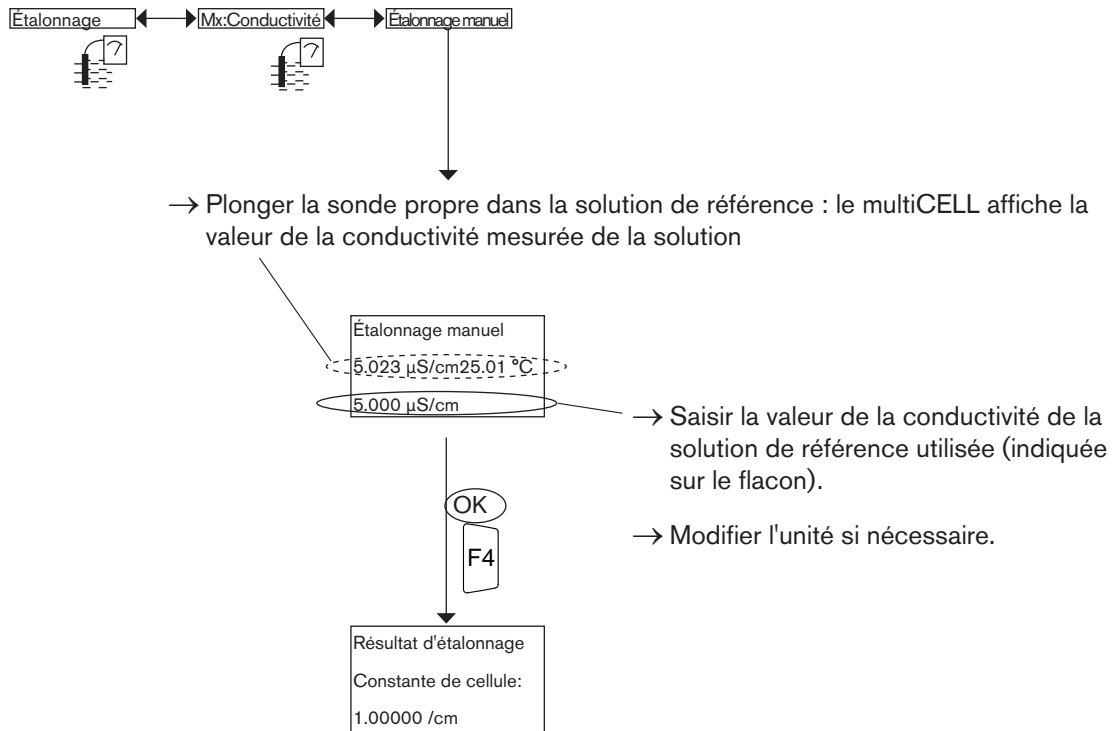 Étalonnage
Mx:Conductivité
Étalonnage manuel
→ Plonger la sonde propre dans la solution de référence : le multiCELL affiche la
valeur de la conductivité mesurée de la solution
Étalonnage manuel
5.023 µS/cm25.01 °C
5.000 µS/cm
→ Saisir la valeur de la conductivité de la
solution de référence utilisée (indiquée
sur le flacon).
→ Modifier l'unité si nécessaire.
OK
F4
Résultat d'étalonnage
Constante de cellule:
1.00000 /cm